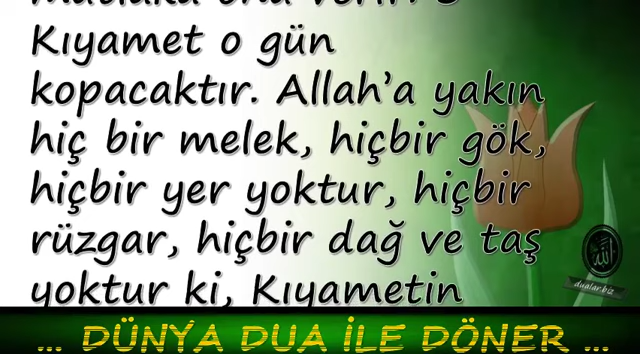 Kıyamet o gün
kopacaktır. Allah’a yakın
hiç bir melek, hiçbir gök,
hiçbir yer yoktur, hiçbir
rüzgar, hiçbir dağ ve taş
yoktur ki, Kıyametin
الله
dualar.biz
... DÜNYA DUA İLE DÖNER ...